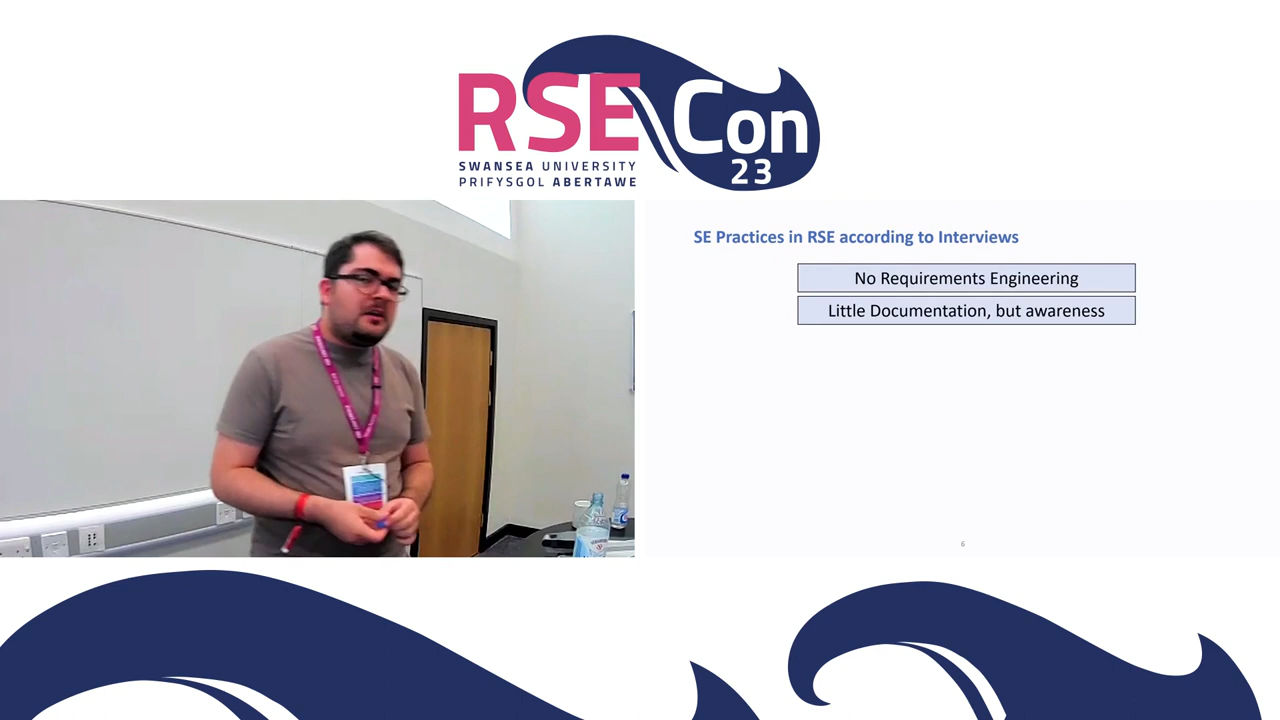 RSE Con
23
SWANSEA UNIVERSITY
PRIFYSGOL ABERTAWE
SE Practices in RSE according to Interviews
No Requirements Engineering
Little Documentation, but awareness
6